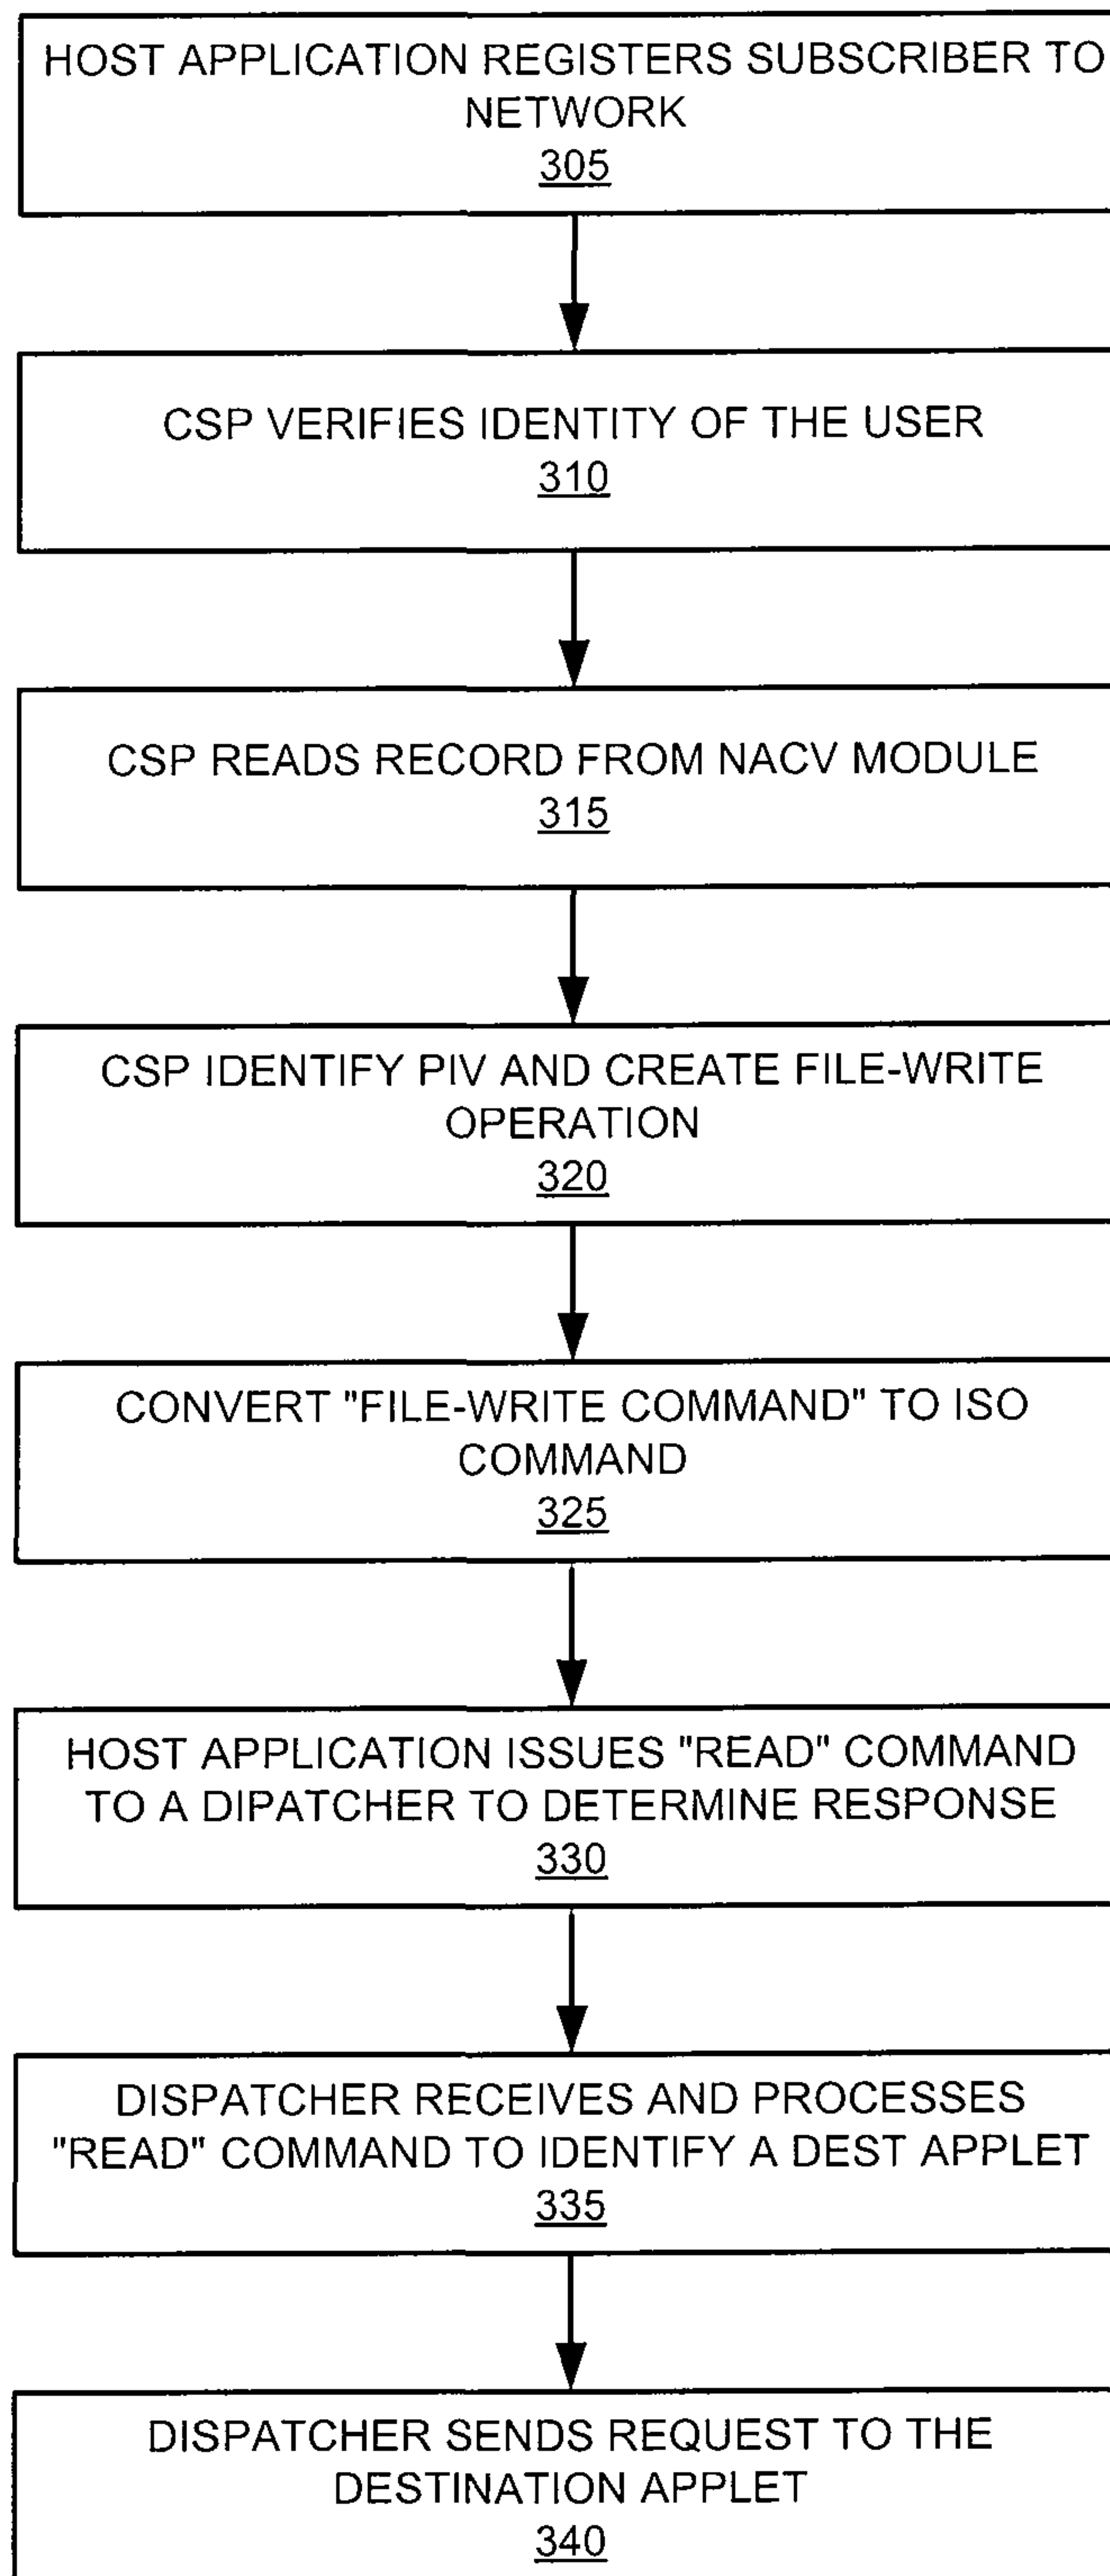 HOST APPLICATION REGISTERS SUBSCRIBER TO
NETWORK
305
CSP VERIFIES IDENTITY OF THE USER
310
CSP READS RECORD FROM NACV MODULE
315
CSP IDENTIFY PIV AND CREATE FILE-WRITE
OPERATION
320
CONVERT "FILE-WRITE COMMAND" TO ISO
COMMAND
325
HOST APPLICATION ISSUES "READ" COMMAND
TO A DIPATCHER TO DETERMINE RESPONSE
330
DISPATCHER RECEIVES AND PROCESSES
"READ" COMMAND TO IDENTIFY A DEST APPLET
335
DISPATCHER SENDS REQUEST TO THE
DESTINATION APPLET
340